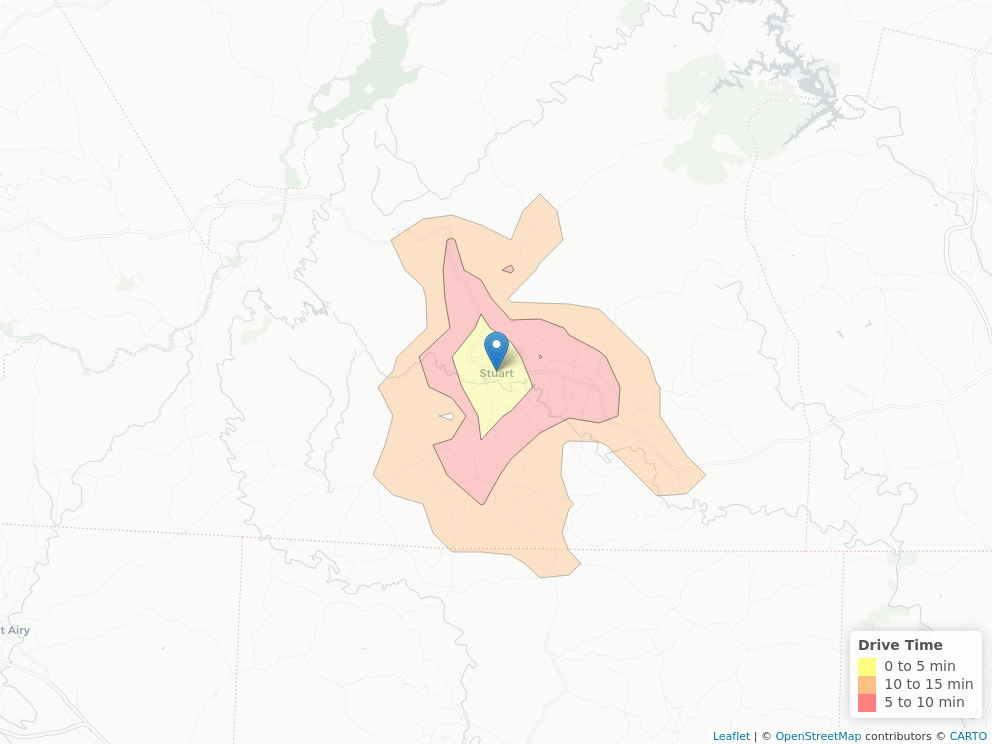 Stuart
t Airy
Drive Time
0 to 5 min
10 to 15 min
5 to 10 min
Leaflet | © OpenStreetMap contributors © CARTO